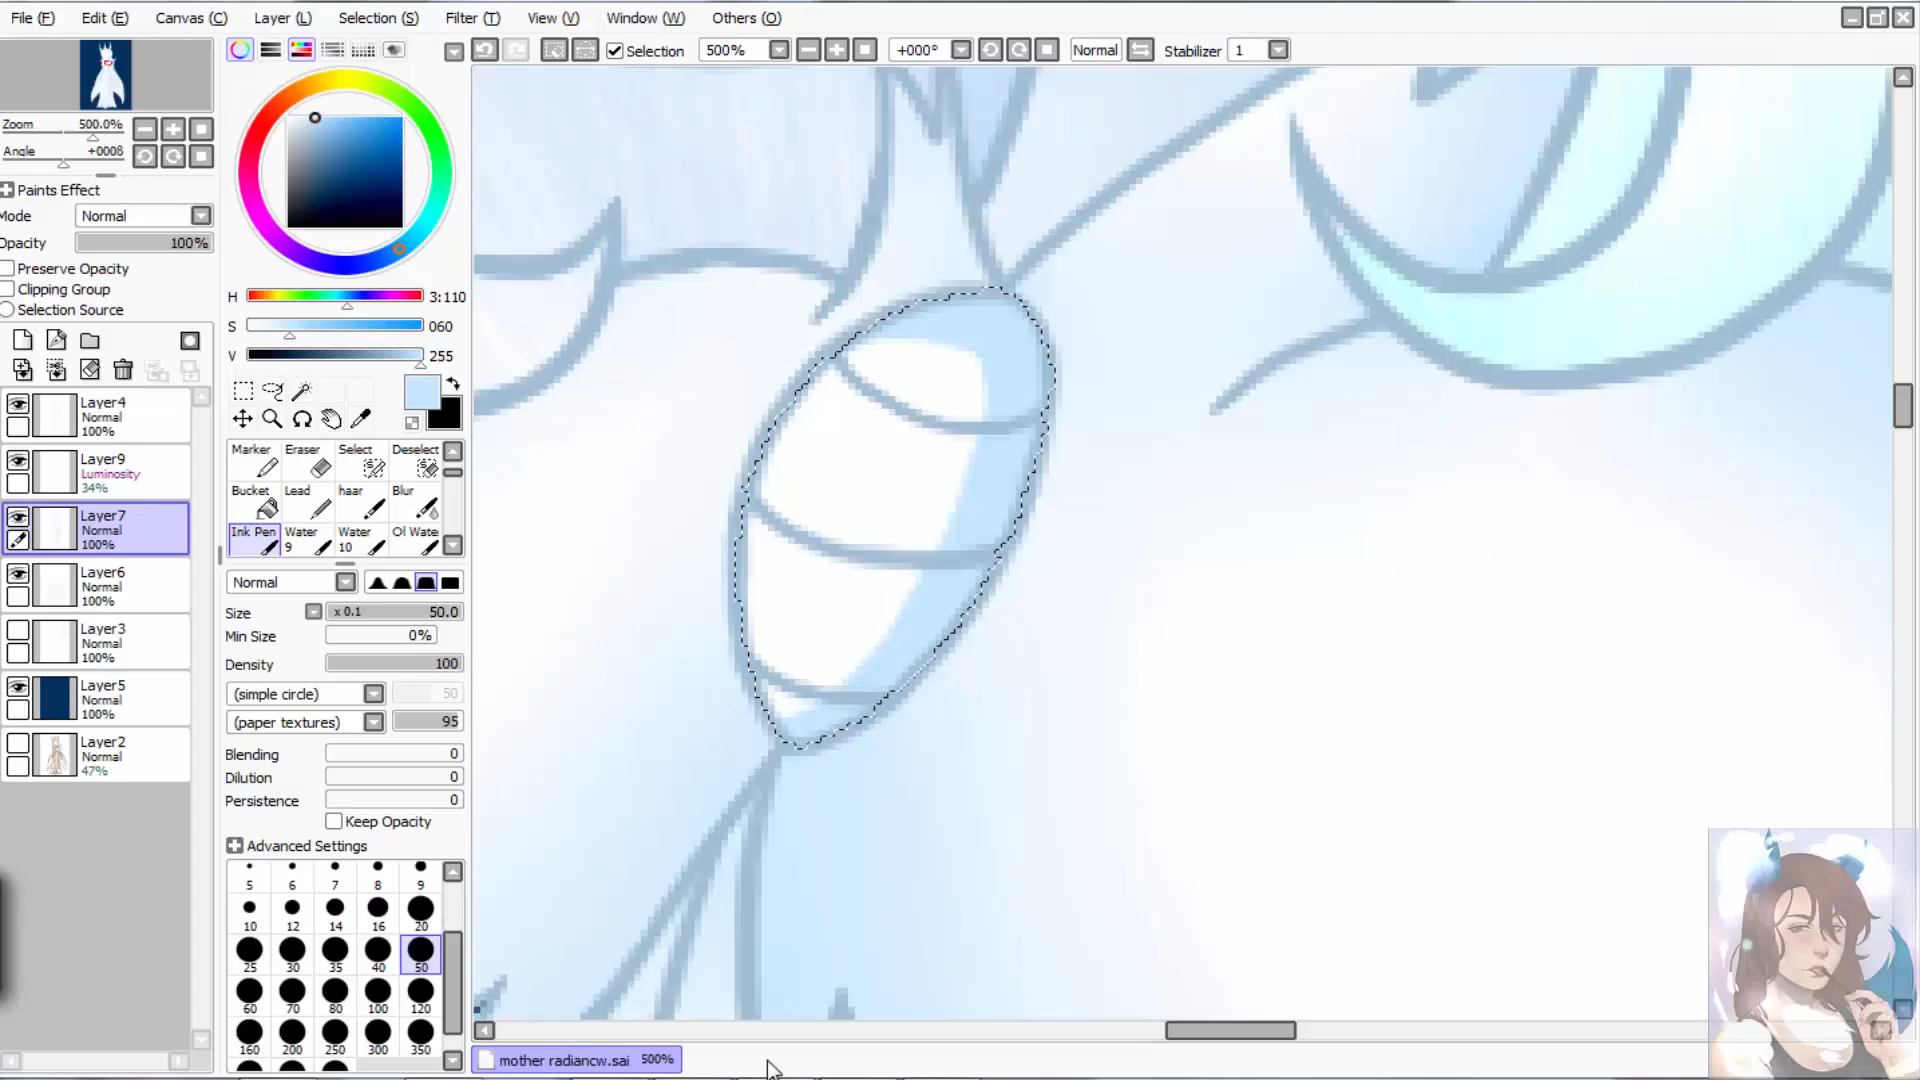 File (F) Edit (E) Canvas (C) Layer (L) Selection (S) Filter (T) View (V) Window (W) Others (O)
Selection 500% +000° Normal Stabilizer 1
Zoom 500.0%
Angle +000ß
Paints Effect
Mode Normal
Opacity 100%
Preserve Opacity
Clipping Group
Selection Source
Layer4
Normal
100%
Layer9
Luminosity
34%
Layer7
Normal
100%
Layer6
Normal
100%
Layer3
Normal
100%
Layer5
Normal
100%
Layer2
Normal
47%
H 3:110
S 060
V 255
Marker Eraser Select Deselect
Bucket Lead haar Blur
Ink Pen Water 9 Water 10 Ol Wate
Normal
Size x 0.1 50.0
Min Size 0%
Density 100
(simple circle) 50
(paper textures) 95
Blending 0
Dilution 0
Persistence 0
Keep Opacity
Advanced Settings
5 6 7 8 9
10 12 14 16 20
25 30 35 40 50
60 70 80 100 120
160 200 250 300 350
mother radiancw.sai 500%